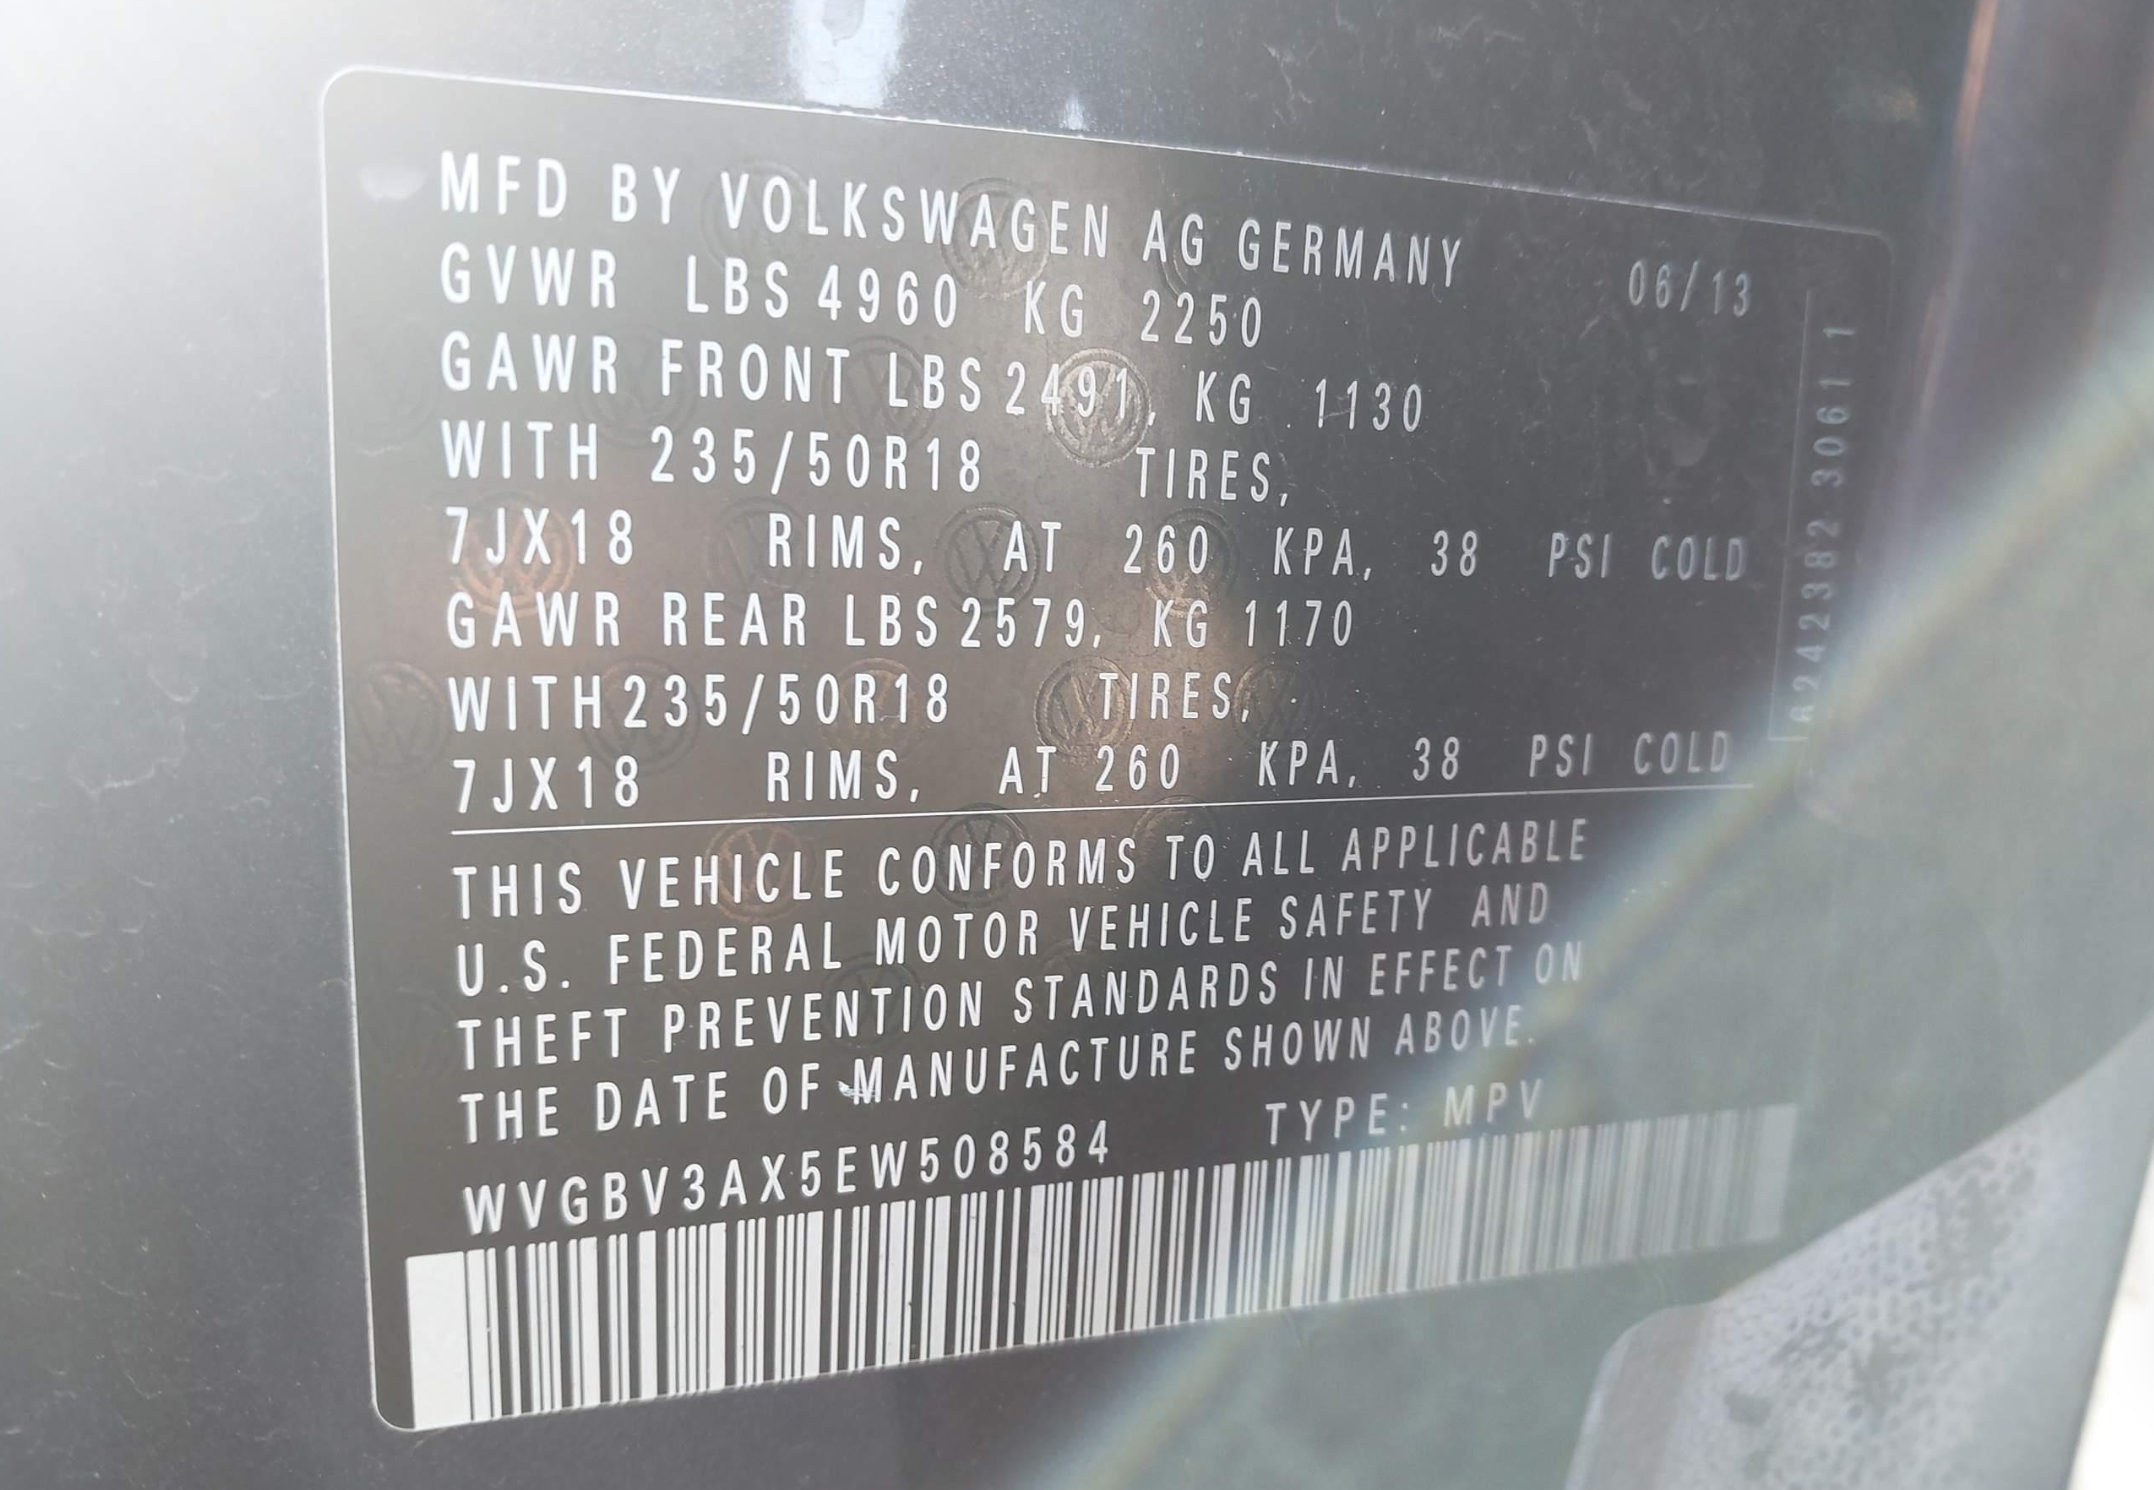 MFD BY VOLKSWAGEN AG GERMANY 06/13
GVWR LBS 4960 KG 2250
GAWR FRONT LBS 2491, KG 1130
WITH 235/50R18 TIRES,
7JX18 RIMS, AT 260 KPA, 38 PSI COLD
GAWR REAR LBS 2579, KG 1170
WITH 235/50R18 TIRES,
7JX18 RIMS, AT 260 KPA, 38 PSI COLD
THIS VEHICLE CONFORMS TO ALL APPLICABLE
U.S. FEDERAL MOTOR VEHICLE SAFETY AND
THEFT PREVENTION STANDARDS IN EFFECT ON
THE DATE OF MANUFACTURE SHOWN ABOVE.
WVGBV3AX5EW508584 TYPE: MPV